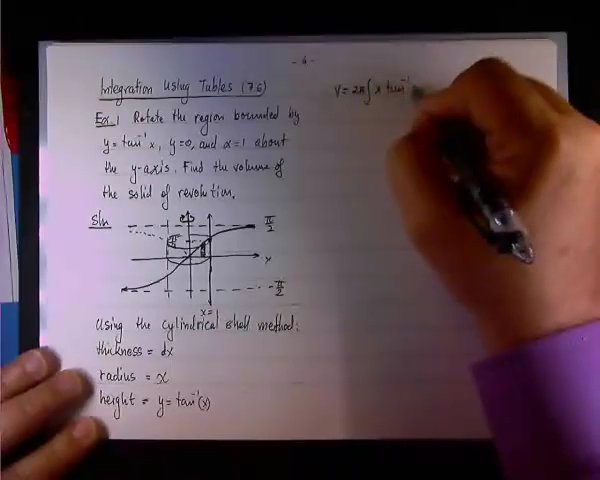 - 6 -
Integration Using Tables (7.6)
Ex. 1 Rotate the region bounded by
y = tan⁻¹ x, y=0, and x=1 about
the y-axis. Find the volume of
the solid of revolution.
Sln
π/2
x
- π/2
x=1
Using the cylindrical shell method:
thickness = dx
radius = x
height = y = tan⁻¹(x)
V = 2π ∫ x tan⁻¹